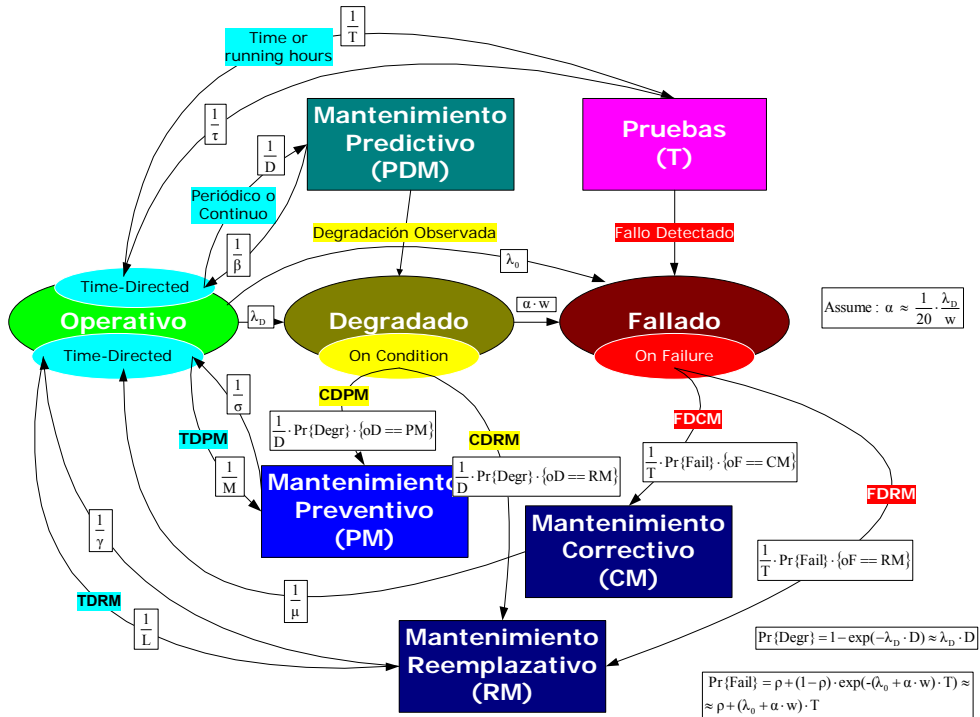 1/T
Time or
running hours
1/τ
Mantenimiento
Predictivo
(PDM)
Pruebas
(T)
1/D
Periódico o
Continuo
1/β
Degradación Observada
Fallo Detectado
λ₀
Time-Directed
Operativo
Time-Directed
λ_D
Degradado
On Condition
α·w
Fallado
On Failure
Assume : α ≈ 1/20 · λ_D/w
1/σ
CDPM
1/D · Pr{Degr}·{oD == PM}
TDPM
CDRM
FDCM
1/M
1/D · Pr{Degr}·{oD == RM}
1/T · Pr{Fail}·{oF == CM}
Mantenimiento
Preventivo
(PM)
FDRM
1/γ
Mantenimiento
Correctivo
(CM)
1/T · Pr{Fail}·{oF == RM}
1/μ
TDRM
1/L
Mantenimiento
Reemplazativo
(RM)
Pr{Degr} = 1 − exp(−λ_D · D) ≈ λ_D · D
Pr{Fail} = ρ + (1−ρ)·exp(-(λ₀ + α·w)·T) ≈
≈ ρ + (λ₀ + α·w)·T